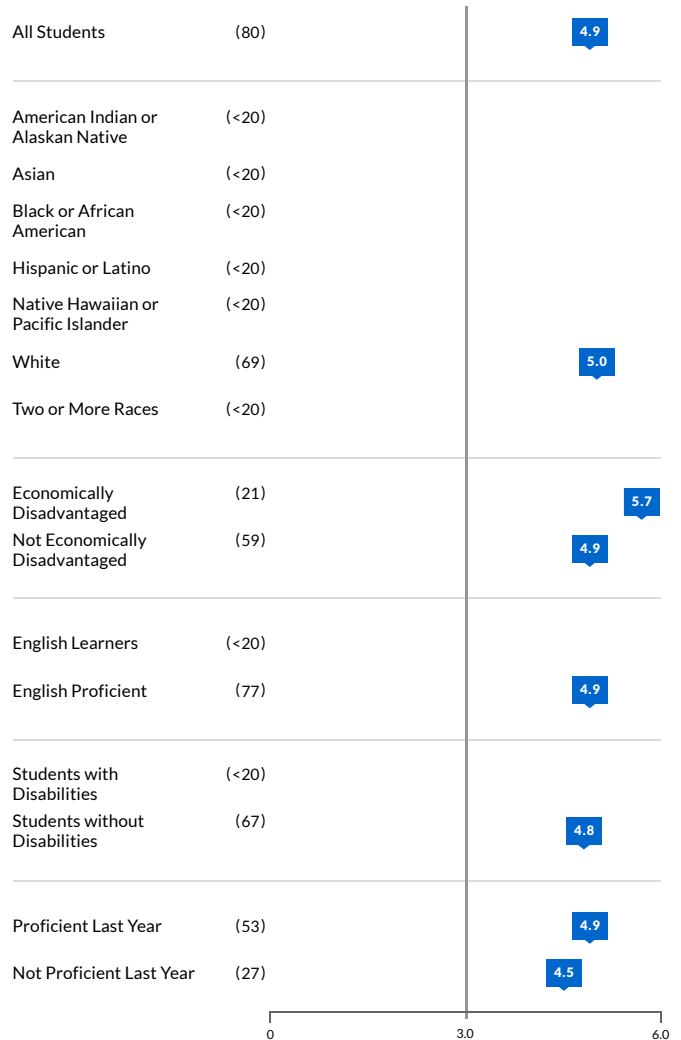 All Students (80) 4.9
American Indian or (<20)
Alaskan Native
Asian (<20)
Black or African (<20)
American
Hispanic or Latino (<20)
Native Hawaiian or (<20)
Pacific Islander
White (69) 5.0
Two or More Races (<20)
Economically (21) 5.7
Disadvantaged
Not Economically (59) 4.9
Disadvantaged
English Learners (<20)
English Proficient (77) 4.9
Students with (<20)
Disabilities
Students without (67) 4.8
Disabilities
Proficient Last Year (53) 4.9
Not Proficient Last Year (27) 4.5
0 3.0 6.0